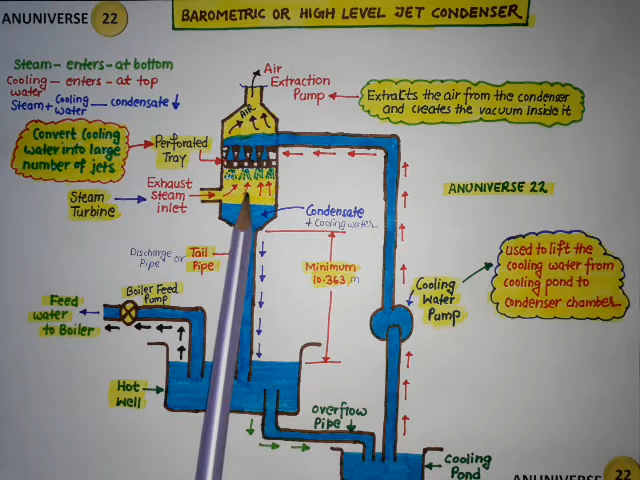 ANUNIVERSE 22
BAROMETRIC OR HIGH LEVEL JET CONDENSER
Steam - enters - at bottom
Cooling water - enters - at top
Steam + Cooling water - condensate ↓
Air Extraction Pump
Extracts the air from the condenser
and creates the vacuum inside it
AIR
Convert Cooling
water into large
number of jets
Perforated
Tray
Exhaust
Steam
inlet
Steam
Turbine
ANUNIVERSE 22
Condensate
+ Cooling water
Discharge
Pipe or
Tail
Pipe
Minimum
10.363 m
used to lift the
cooling water from
cooling pond to
condenser chamber
Cooling
Water
Pump
Boiler Feed
Pump
Feed
water
to Boiler
Hot
Well
overflow
Pipe
Cooling
Pond
ANUNIVERSE 22